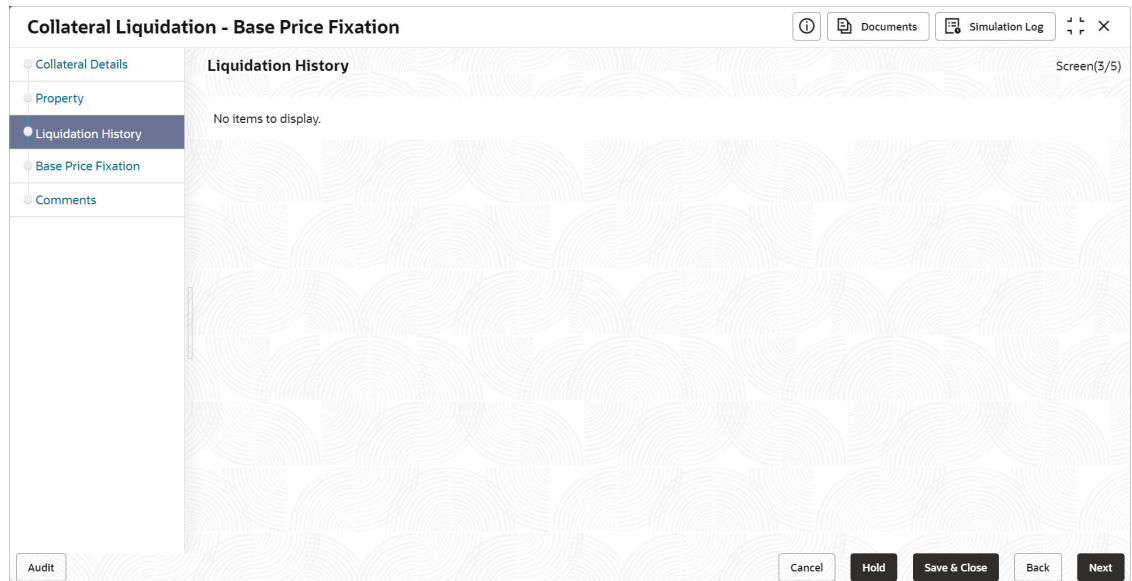 Collateral Liquidation - Base Price Fixation
Documents
Simulation Log
Collateral Details
Property
Liquidation History
Base Price Fixation
Comments
Liquidation History
Screen(3/5)
No items to display.
Audit
Cancel
Hold
Save & Close
Back
Next